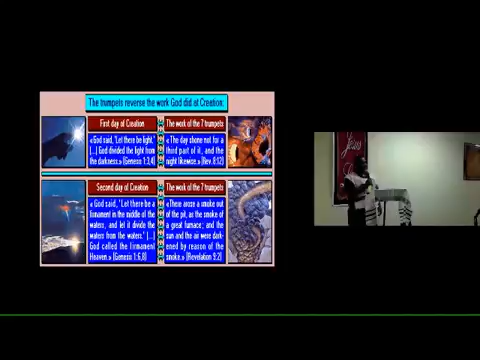 The trumpets reverse the work God did at Creation:
First day of Creation
The work of the 7 trumpets
«God said, 'Let there be light.'
[...] God divided the light from
the darkness.» (Genesis 1:3,4)
«The day shone not for a
third part of it, and the
night likewise.» (Rev. 8:12)
Second day of Creation
The work of the 7 trumpets
« God said, 'Let there be a
firmament in the middle of the
waters, and let it divide the
waters from the waters.' [...]
God called the firmament
Heaven.» (Genesis 1:6,8)
«There arose a smoke out
of the pit, as the smoke of
a great furnace; and the
sun and the air were dark-
ened by reason of the
smoke.» (Revelation 9:2)
Jesus